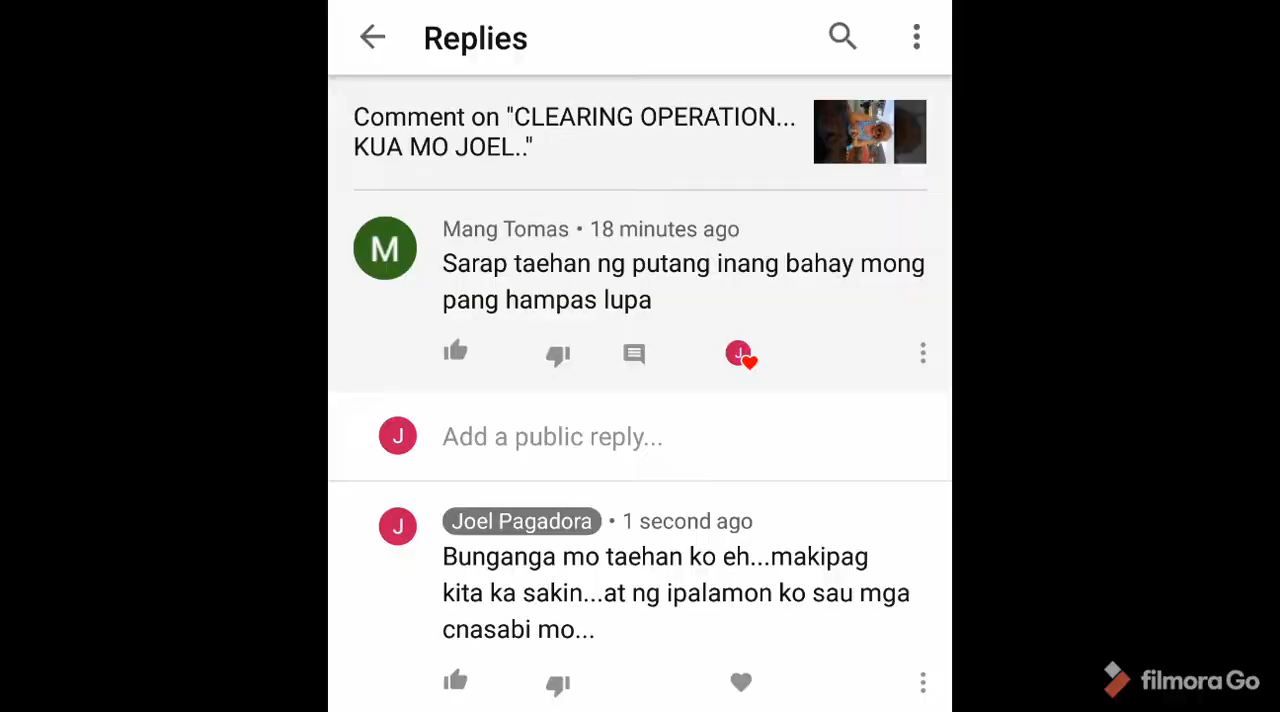 Replies
Comment on "CLEARING OPERATION...
KUA MO JOEL.."
M
Mang Tomas • 18 minutes ago
Sarap taehan ng putang inang bahay mong
pang hampas lupa
J
J
Add a public reply...
J
Joel Pagadora • 1 second ago
Bunganga mo taehan ko eh...makipag
kita ka sakin...at ng ipalamon ko sau mga
cnasabi mo...
filmora Go